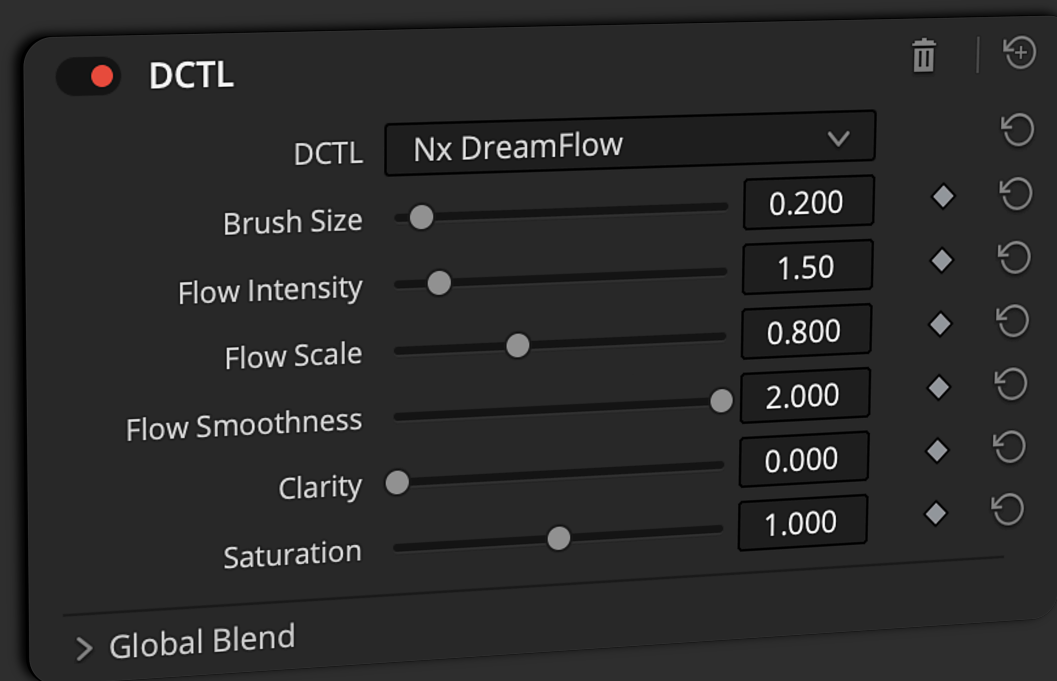 DCTL
DCTL Nx DreamFlow
Brush Size 0.200
Flow Intensity 1.50
Flow Scale 0.800
Flow Smoothness 2.000
Clarity 0.000
Saturation 1.000
Global Blend